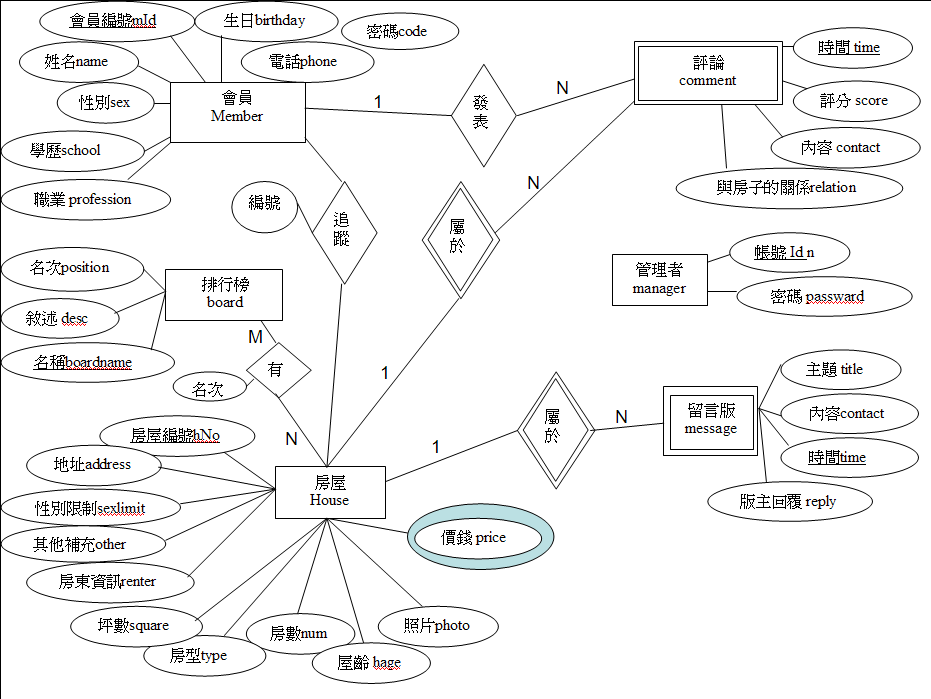 會員編號mId
生日birthday
密碼code
姓名name
電話phone
時間 time
評論
comment
性別sex
會員
Member
1
發
表
N
評分 score
學歷school
內容 contact
N
與房子的關係relation
職業 profession
編號
追
蹤
屬
於
帳號 Id n
名次position
排行榜
board
管理者
manager
密碼 passward
敘述 desc
M
名稱boardname
有
1
主題 title
名次
屬
於
N
留言版
message
內容contact
房屋編號hNo
N
1
時間time
地址address
房屋
House
性別限制sexlimit
版主回覆 reply
其他補充other
價錢 price
房東資訊renter
坪數square
房數num
照片photo
房型type
屋齡 hage